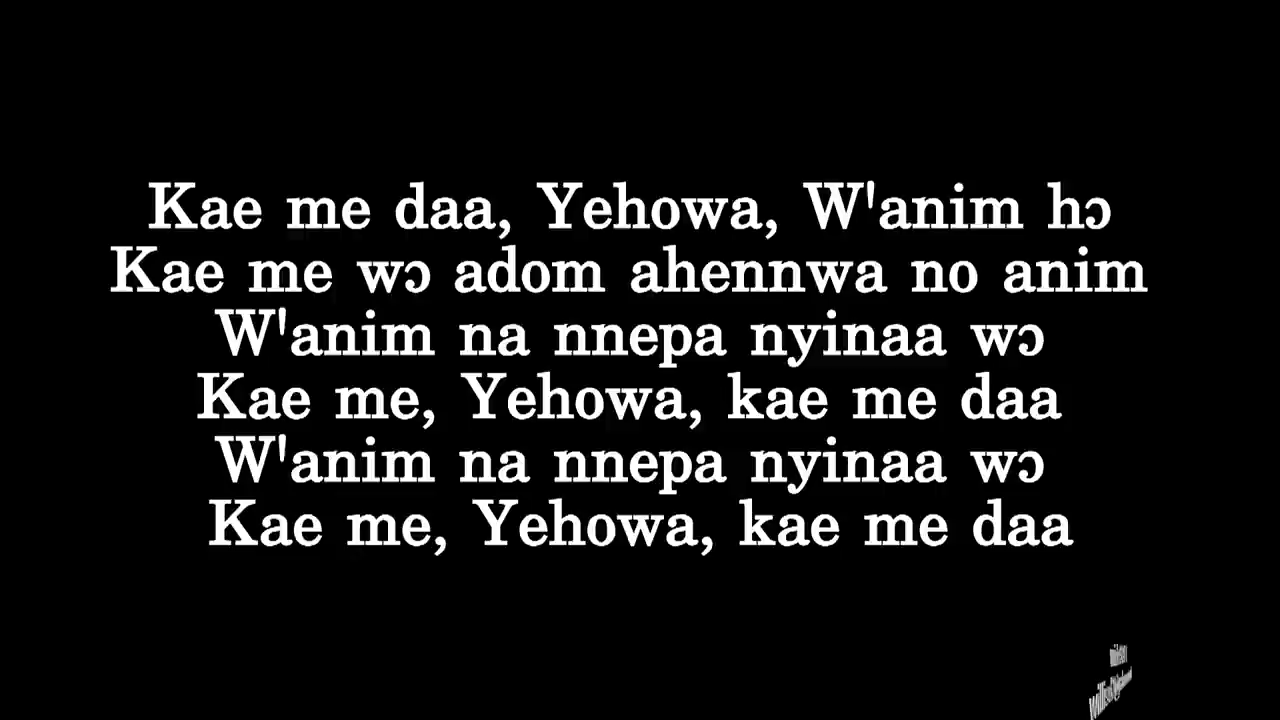 Kae me daa, Yehowa, W'anim hɔ
Kae me wɔ adom ahennwa no anim
W'anim na nnepa nyinaa wɔ
Kae me, Yehowa, kae me daa
W'anim na nnepa nyinaa wɔ
Kae me, Yehowa, kae me daa